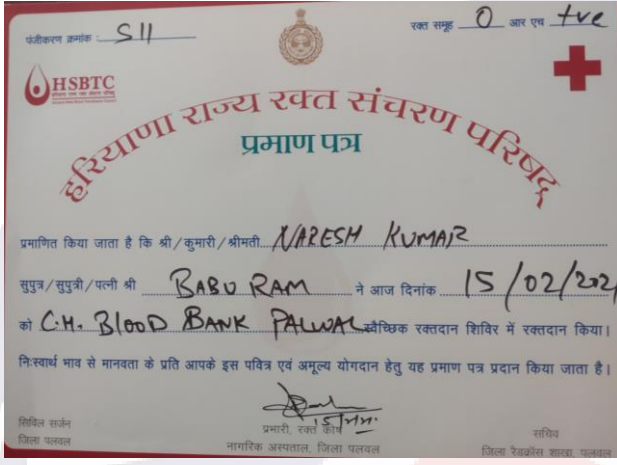 पंजीकरण क्रमांक : S11
रक्त समूह O आर एच +ve
HSBTC
हरियाणा राज्य रक्त संचरण परिषद्
प्रमाण पत्र
प्रमाणित किया जाता है कि श्री/कुमारी/श्रीमती NARESH KUMAR
सुपुत्र/सुपुत्री/पत्नी श्री BABU RAM ने आज दिनांक 15/02/202
को C.H. Blood BANK PALWAL स्वैच्छिक रक्तदान शिविर में रक्तदान किया।
निःस्वार्थ भाव से मानवता के प्रति आपके इस पवित्र एवं अमूल्य योगदान हेतु यह प्रमाण पत्र प्रदान किया जाता है।
सिविल सर्जन
जिला पलवल
प्रभारी, रक्त कोष
नागरिक अस्पताल, जिला पलवल
सचिव
जिला रैडक्रॉस शाखा, पलवल